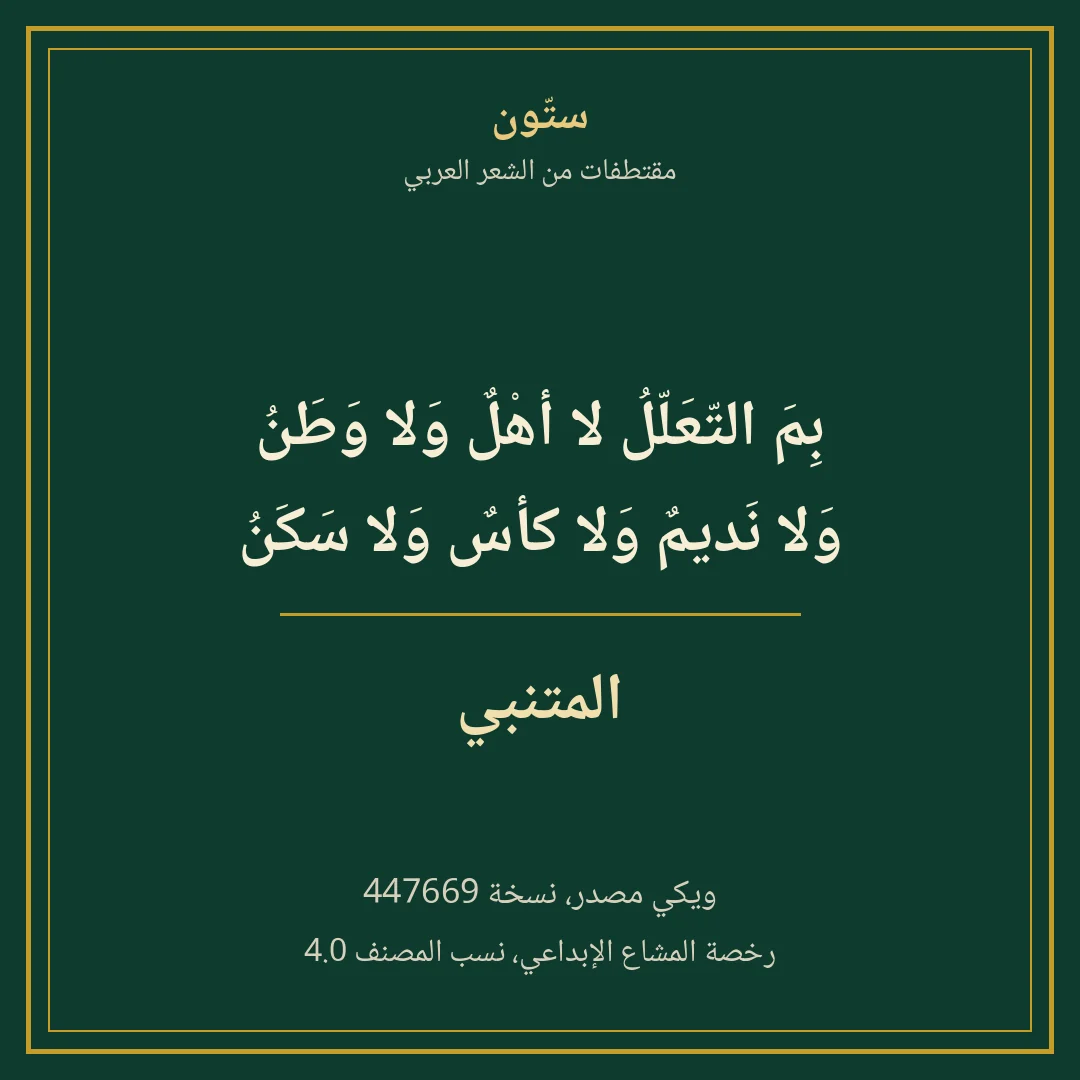 ستّون
مقتطفات من الشعر العربي
بِمَ التّعَلّلُ لا أهْلٌ وَلا وَطَنُ
وَلا نَديمٌ وَلا كأسٌ وَلا سَكَنُ
المتنبي
ويكي مصدر، نسخة 447669
رخصة المشاع الإبداعي، نسب المصنف 4.0